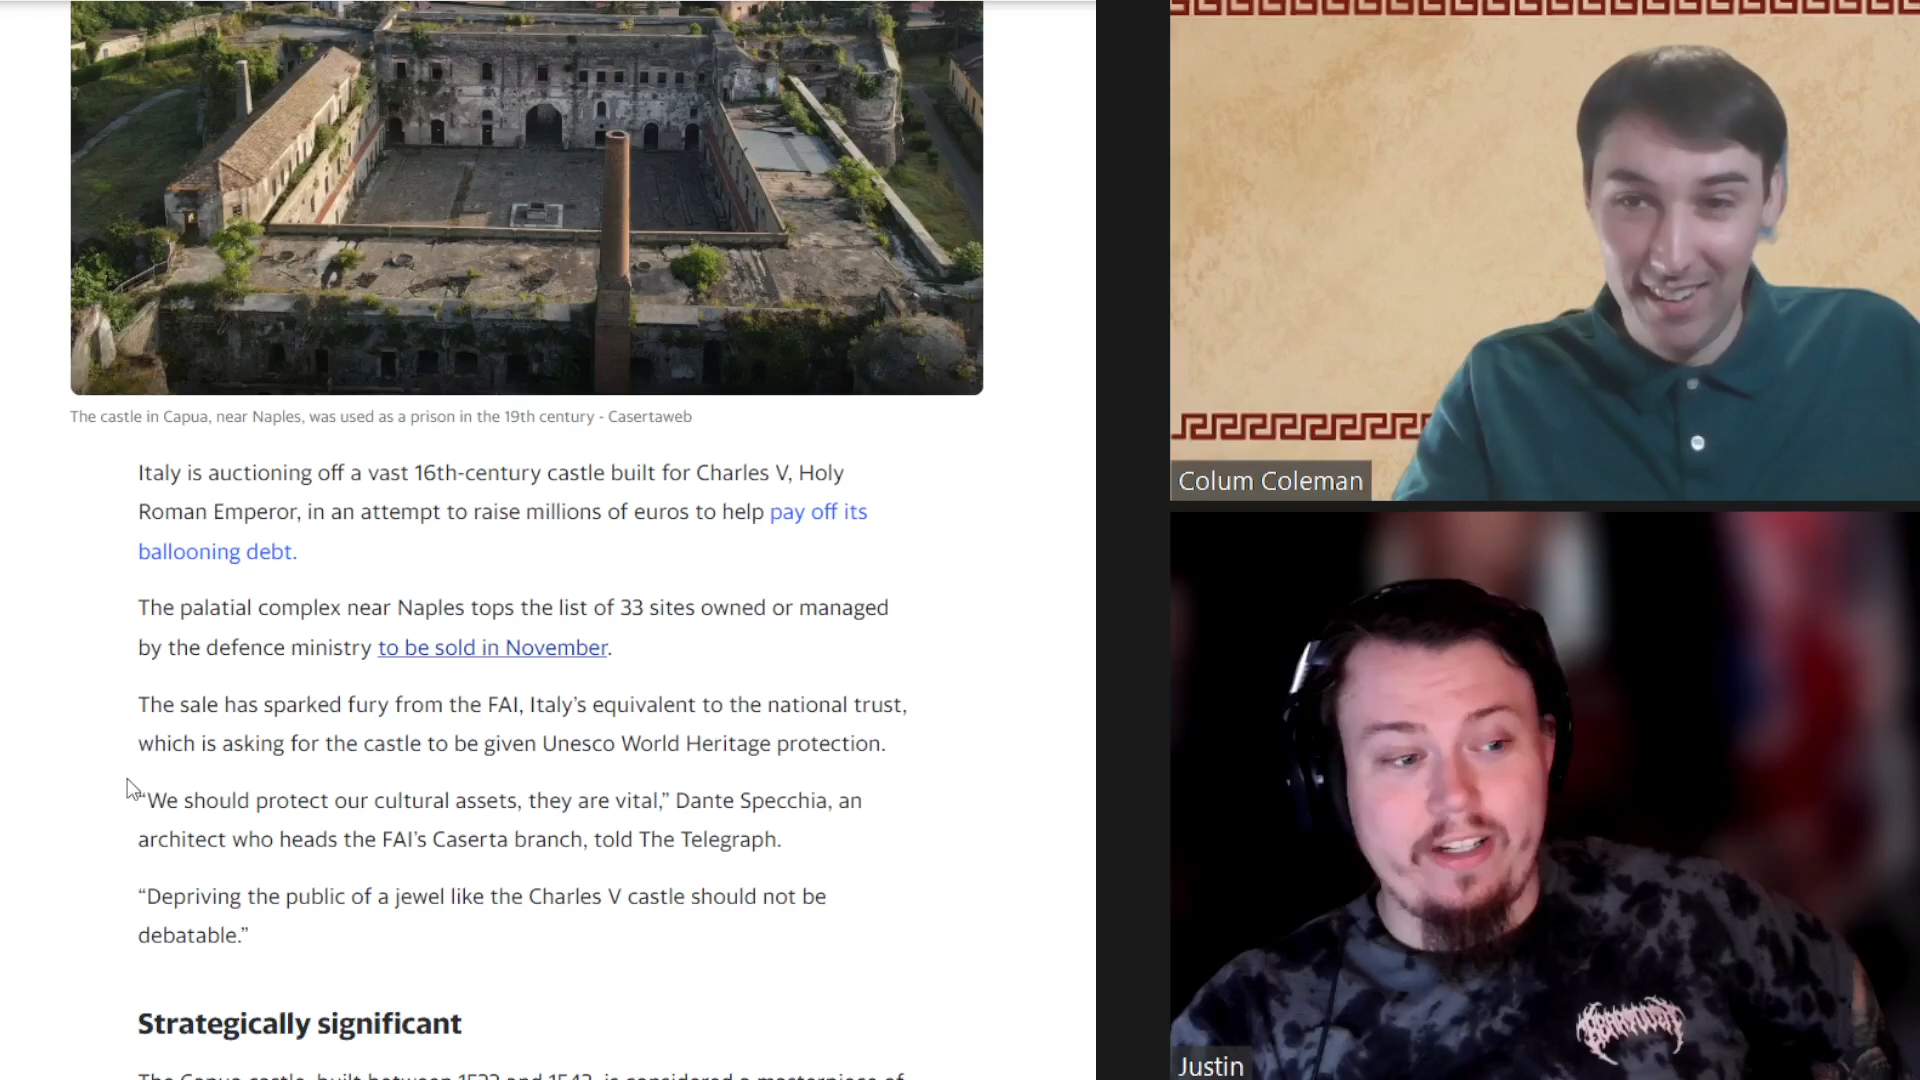 The castle in Capua, near Naples, was used as a prison in the 19th century - Casertaweb
Italy is auctioning off a vast 16th-century castle built for Charles V, Holy
Roman Emperor, in an attempt to raise millions of euros to help pay off its
ballooning debt.
The palatial complex near Naples tops the list of 33 sites owned or managed
by the defence ministry to be sold in November.
The sale has sparked fury from the FAI, Italy’s equivalent to the national trust,
which is asking for the castle to be given Unesco World Heritage protection.
“We should protect our cultural assets, they are vital,” Dante Specchia, an
architect who heads the FAI’s Caserta branch, told The Telegraph.
“Depriving the public of a jewel like the Charles V castle should not be
debatable.”
Strategically significant
Colum Coleman
Justin